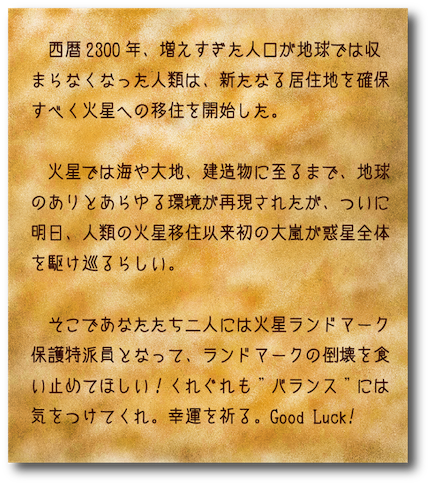 西暦2300年、増えすぎた人口が地球では収
まらなくなった人類は、新たなる居住地を確保
すべく火星への移住を開始した。
火星では海や大地、建造物に至るまで、地球
のありとあらゆる環境が再現されたが、ついに
明日、人類の火星移住以来初の大嵐が惑星全体
を駆け巡るらしい。
そこであなたたち二人には火星ランドマーク
保護特派員となって、ランドマークの倒壊を食
い止めてほしい！くれぐれも"バランス"には
気をつけてくれ。幸運を祈る。Good Luck!